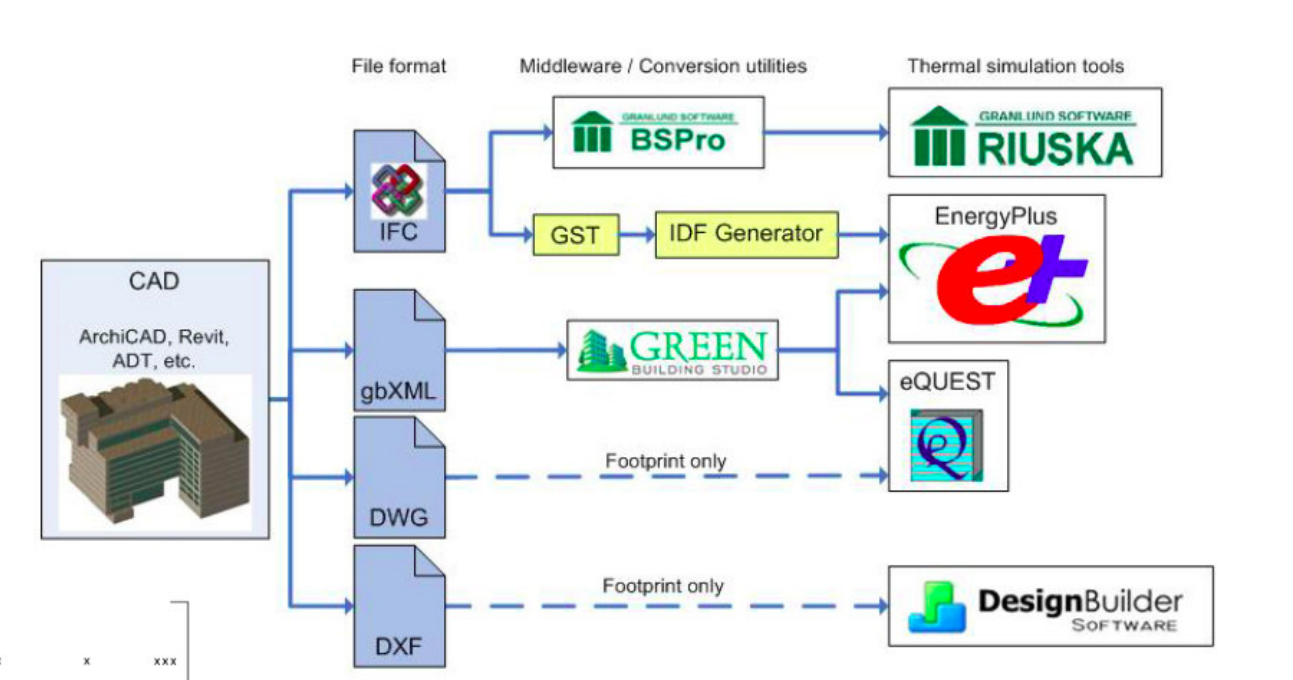 File format
Middleware / Conversion utilities
Thermal simulation tools
GRANLUND SOFTWARE
BSPro
GRANLUND SOFTWARE
RIUSKA
IFC
GST
IDF Generator
EnergyPlus
e+
CAD
ArchiCAD, Revit,
ADT, etc.
gbXML
GREEN
BUILDING STUDIO
eQUEST
Q
DWG
Footprint only
DXF
Footprint only
DesignBuilder
SOFTWARE
x
xxx